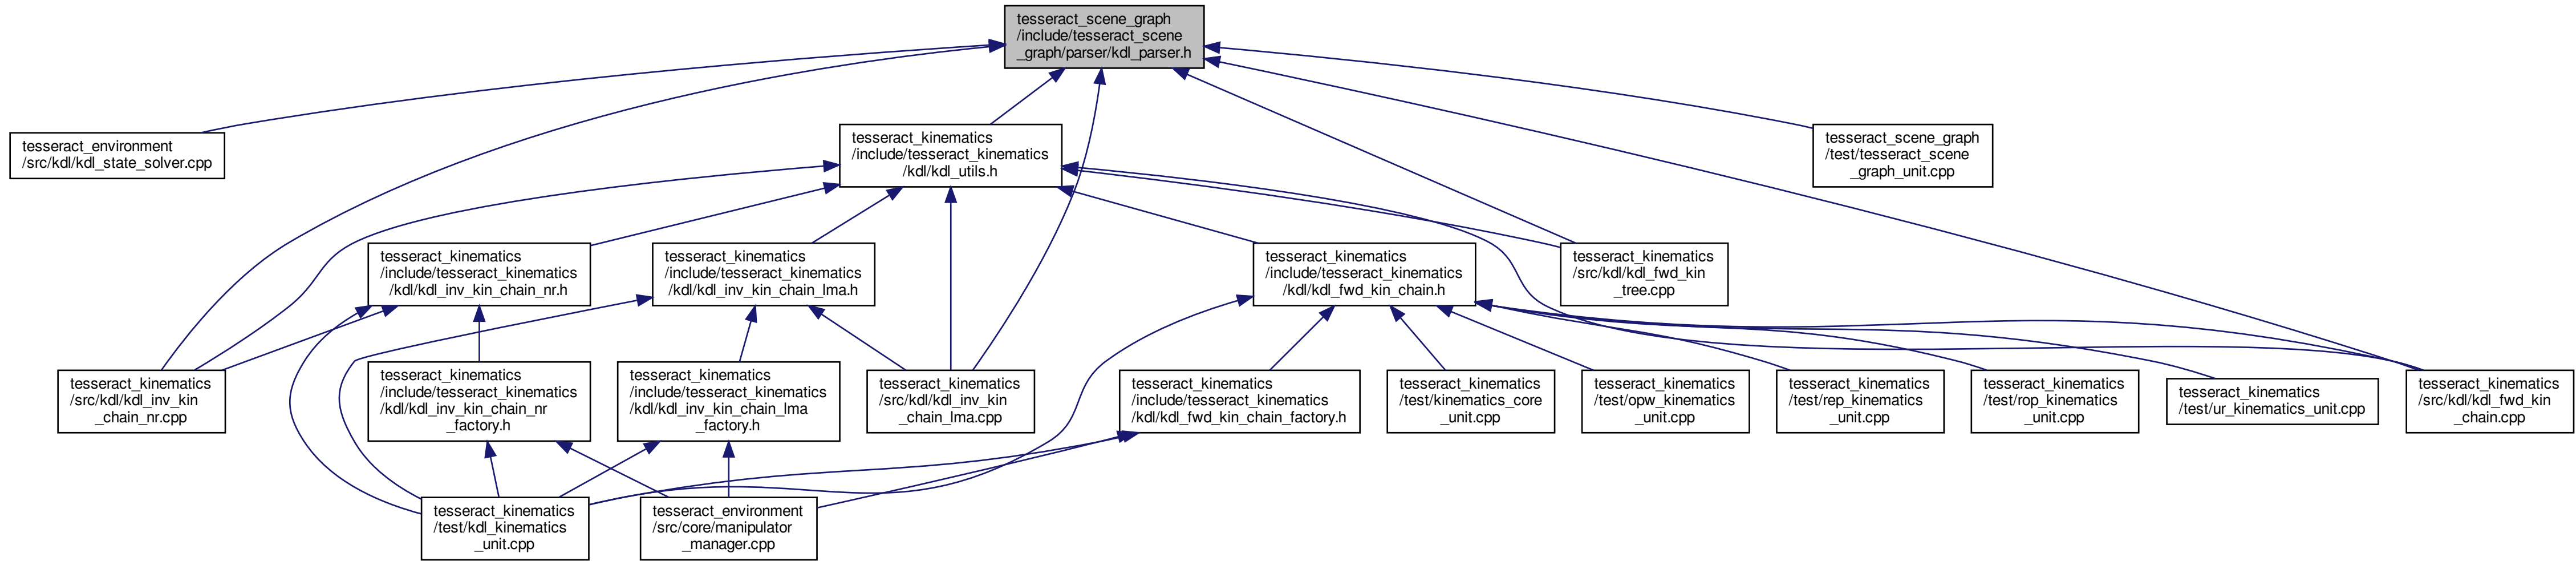 tesseract_scene_graph
/include/tesseract_scene
_graph/parser/kdl_parser.h
tesseract_environment
/src/kdl/kdl_state_solver.cpp
tesseract_kinematics
/include/tesseract_kinematics
/kdl/kdl_utils.h
tesseract_scene_graph
/test/tesseract_scene
_graph_unit.cpp
tesseract_kinematics
/include/tesseract_kinematics
/kdl/kdl_inv_kin_chain_nr.h
tesseract_kinematics
/include/tesseract_kinematics
/kdl/kdl_inv_kin_chain_lma.h
tesseract_kinematics
/include/tesseract_kinematics
/kdl/kdl_fwd_kin_chain.h
tesseract_kinematics
/src/kdl/kdl_fwd_kin
_tree.cpp
tesseract_kinematics
/src/kdl/kdl_inv_kin
_chain_nr.cpp
tesseract_kinematics
/include/tesseract_kinematics
/kdl/kdl_inv_kin_chain_nr
_factory.h
tesseract_kinematics
/include/tesseract_kinematics
/kdl/kdl_inv_kin_chain_lma
_factory.h
tesseract_kinematics
/src/kdl/kdl_inv_kin
_chain_lma.cpp
tesseract_kinematics
/include/tesseract_kinematics
/kdl/kdl_fwd_kin_chain_factory.h
tesseract_kinematics
/test/kinematics_core
_unit.cpp
tesseract_kinematics
/test/opw_kinematics
_unit.cpp
tesseract_kinematics
/test/rep_kinematics
_unit.cpp
tesseract_kinematics
/test/rop_kinematics
_unit.cpp
tesseract_kinematics
/test/ur_kinematics_unit.cpp
tesseract_kinematics
/src/kdl/kdl_fwd_kin
_chain.cpp
tesseract_kinematics
/test/kdl_kinematics
_unit.cpp
tesseract_environment
/src/core/manipulator
_manager.cpp